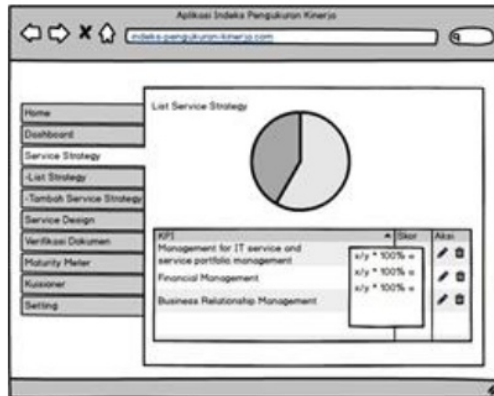 Aplikasi Indeks Pengukuran Kinerja
indeks-pengukuran-kinerja.com
Home
Dashboard
Service Strategy
-List Strategy
-Tambah Service Strategy
Service Design
Verifikasi Dokumen
Maturity Meter
Kuisioner
Setting
List Service Strategy
KPI Skor Aksi
Management for IT service and
service portfolio management
Financial Management
Business Relationship Management
x/y * 100% =
x/y * 100% =
x/y * 100% =